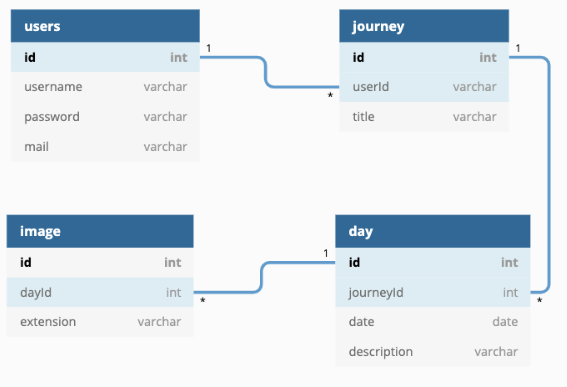 users
id int
username varchar
password varchar
mail varchar
journey
id int
userId varchar
title varchar
1
*
1
image
id int
dayId int
extension varchar
day
id int
journeyId int
date date
description varchar
1
*
*